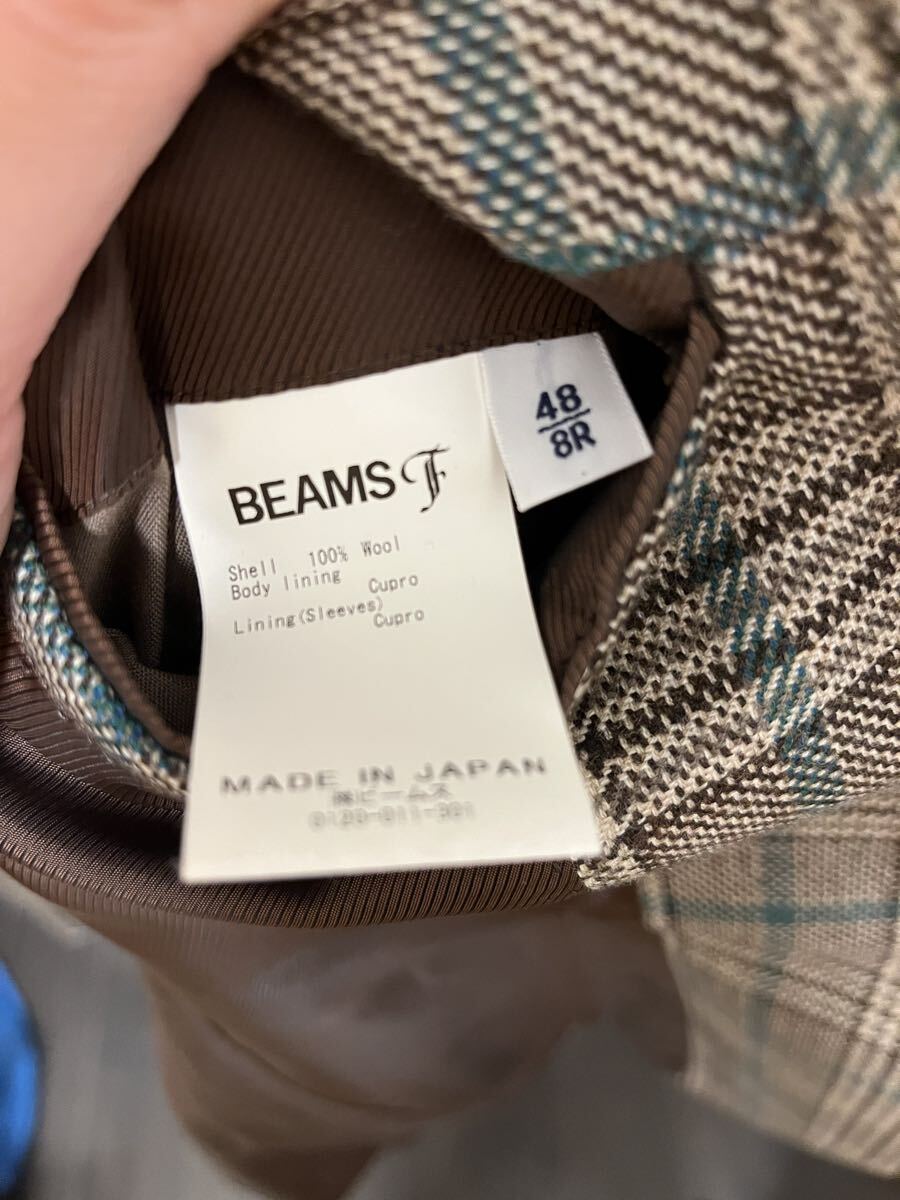 BEAMS F
Shell 100% Wool
Body lining
Cupro
Lining(Sleeves)
Cupro
MADE IN JAPAN
㈱ビームス
0120-011-301
48
8R